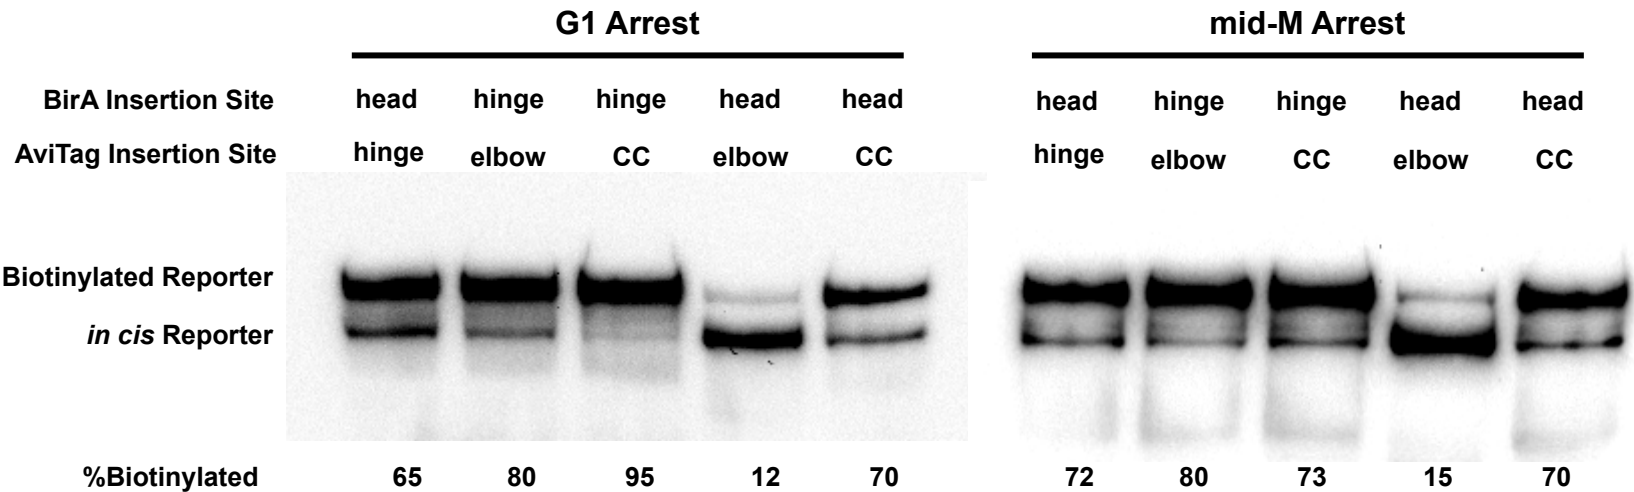 G1 Arrest mid-M Arrest
BirA Insertion Site head hinge hinge head head head hinge hinge head head
AviTag Insertion Site hinge elbow CC elbow CC hinge elbow CC elbow CC
Biotinylated Reporter
in cis Reporter
%Biotinylated 65 80 95 12 70 72 80 73 15 70